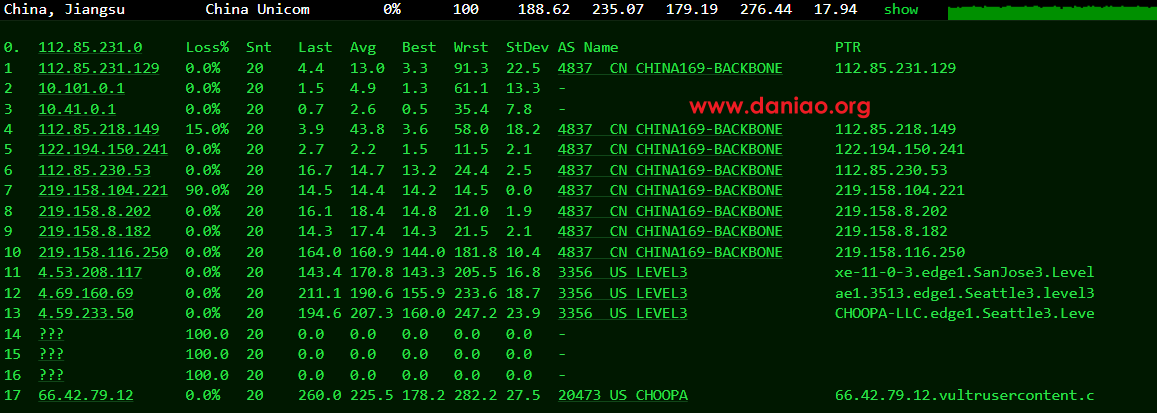 China, Jiangsu China Unicom 0% 100 188.62 235.07 179.19 276.44 17.94 show
0. 112.85.231.0 Loss% Snt Last Avg Best Wrst StDev AS Name PTR
1 112.85.231.129 0.0% 20 4.4 13.0 3.3 91.3 22.5 4837 CN CHINA169-BACKBONE 112.85.231.129
2 10.101.0.1 0.0% 20 1.5 4.9 1.3 61.1 13.3 -
3 10.41.0.1 0.0% 20 0.7 2.6 0.5 35.4 7.8 -
www.daniao.org
4 112.85.218.149 15.0% 20 3.9 43.8 3.6 58.0 18.2 4837 CN CHINA169-BACKBONE 112.85.218.149
5 122.194.150.241 0.0% 20 2.7 2.2 1.5 11.5 2.1 4837 CN CHINA169-BACKBONE 122.194.150.241
6 112.85.230.53 0.0% 20 16.7 14.7 13.2 24.4 2.5 4837 CN CHINA169-BACKBONE 112.85.230.53
7 219.158.104.221 90.0% 20 14.5 14.4 14.2 14.5 0.0 4837 CN CHINA169-BACKBONE 219.158.104.221
8 219.158.8.202 0.0% 20 16.1 18.4 14.8 21.0 1.9 4837 CN CHINA169-BACKBONE 219.158.8.202
9 219.158.8.182 0.0% 20 14.3 17.4 14.3 21.5 2.1 4837 CN CHINA169-BACKBONE 219.158.8.182
10 219.158.116.250 0.0% 20 164.0 160.9 144.0 181.8 10.4 4837 CN CHINA169-BACKBONE 219.158.116.250
11 4.53.208.117 0.0% 20 143.4 170.8 143.3 205.5 16.8 3356 US LEVEL3 xe-11-0-3.edge1.SanJose3.Level
12 4.69.160.69 0.0% 20 211.1 190.6 155.9 233.6 18.7 3356 US LEVEL3 ae1.3513.edge1.Seattle3.level3
13 4.59.233.50 0.0% 20 194.6 207.3 160.0 247.2 23.9 3356 US LEVEL3 CHOOPA-LLC.edge1.Seattle3.Leve
14 ??? 100.0 20 0.0 0.0 0.0 0.0 0.0 -
15 ??? 100.0 20 0.0 0.0 0.0 0.0 0.0 -
16 ??? 100.0 20 0.0 0.0 0.0 0.0 0.0 -
17 66.42.79.12 0.0% 20 260.0 225.5 178.2 282.2 27.5 20473 US CHOOPA 66.42.79.12.vultrusercontent.c